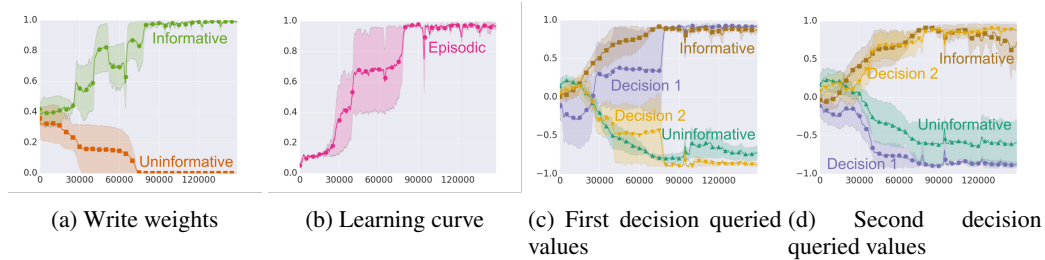 1.0
0.8
0.6
0.4
0.2
0.0
0 30000 60000 90000 120000
Informative
Uninformative
(a) Write weights
1.0
0.8
0.6
0.4
0.2
0.0
0 30000 60000 90000 120000
Episodic
(b) Learning curve
1.0
0.5
0.0
−0.5
−1.0
0 30000 60000 90000 120000
Informative
Decision 1
Decision 2
Uninformative
(c) First decision queried
values
1.0
0.5
0.0
−0.5
−1.0
0 30000 60000 90000 120000
Informative
Decision 2
Uninformative
Decision 1
(d) Second decision
queried values